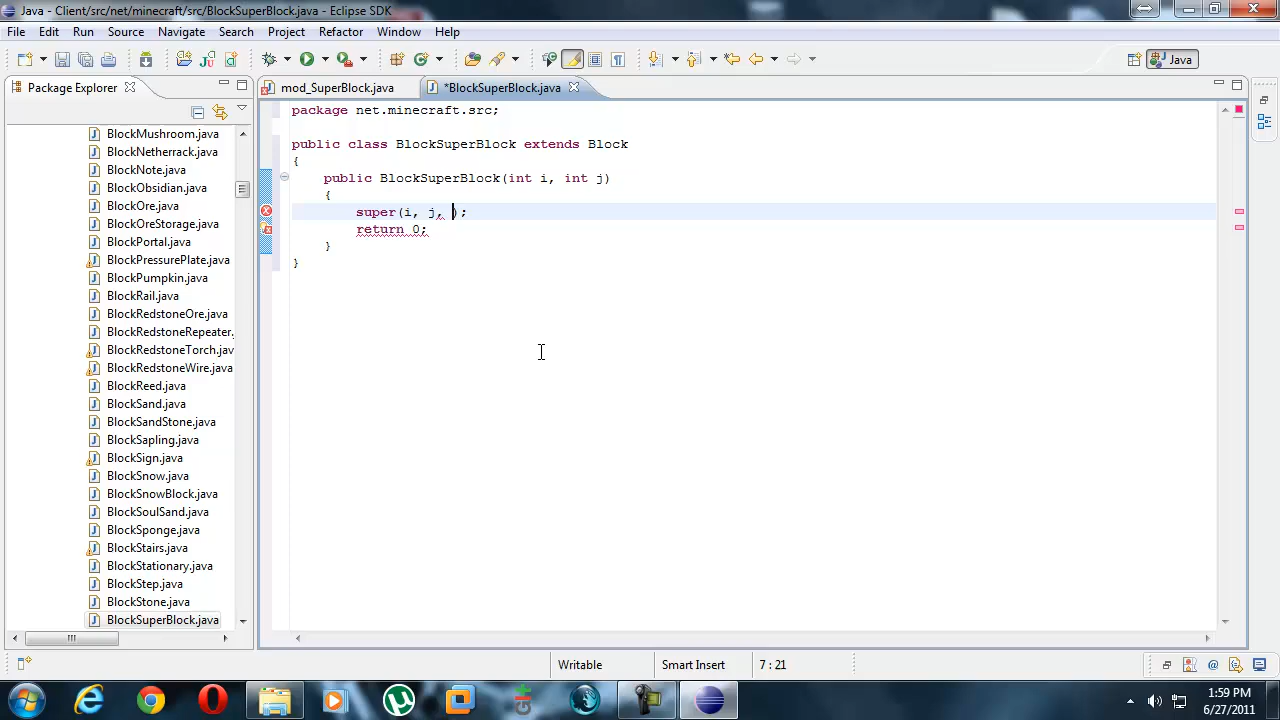 Java - Client/src/net/minecraft/src/BlockSuperBlock.java - Eclipse SDK
File Edit Run Source Navigate Search Project Refactor Window Help
Java
Package Explorer
mod_SuperBlock.java
*BlockSuperBlock.java
BlockMushroom.java
BlockNetherrack.java
BlockNote.java
BlockObsidian.java
BlockOre.java
BlockOreStorage.java
BlockPortal.java
BlockPressurePlate.java
BlockPumpkin.java
BlockRail.java
BlockRedstoneOre.java
BlockRedstoneRepeater.
BlockRedstoneTorch.jav
BlockRedstoneWire.java
BlockReed.java
BlockSand.java
BlockSandStone.java
BlockSapling.java
BlockSign.java
BlockSnow.java
BlockSnowBlock.java
BlockSoulSand.java
BlockSponge.java
BlockStairs.java
BlockStationary.java
BlockStep.java
BlockStone.java
BlockSuperBlock.java
package net.minecraft.src;
public class BlockSuperBlock extends Block
{
public BlockSuperBlock(int i, int j)
{
super(i, j, );
return 0;
}
}
Writable
Smart Insert
7 : 21
1:59 PM
6/27/2011